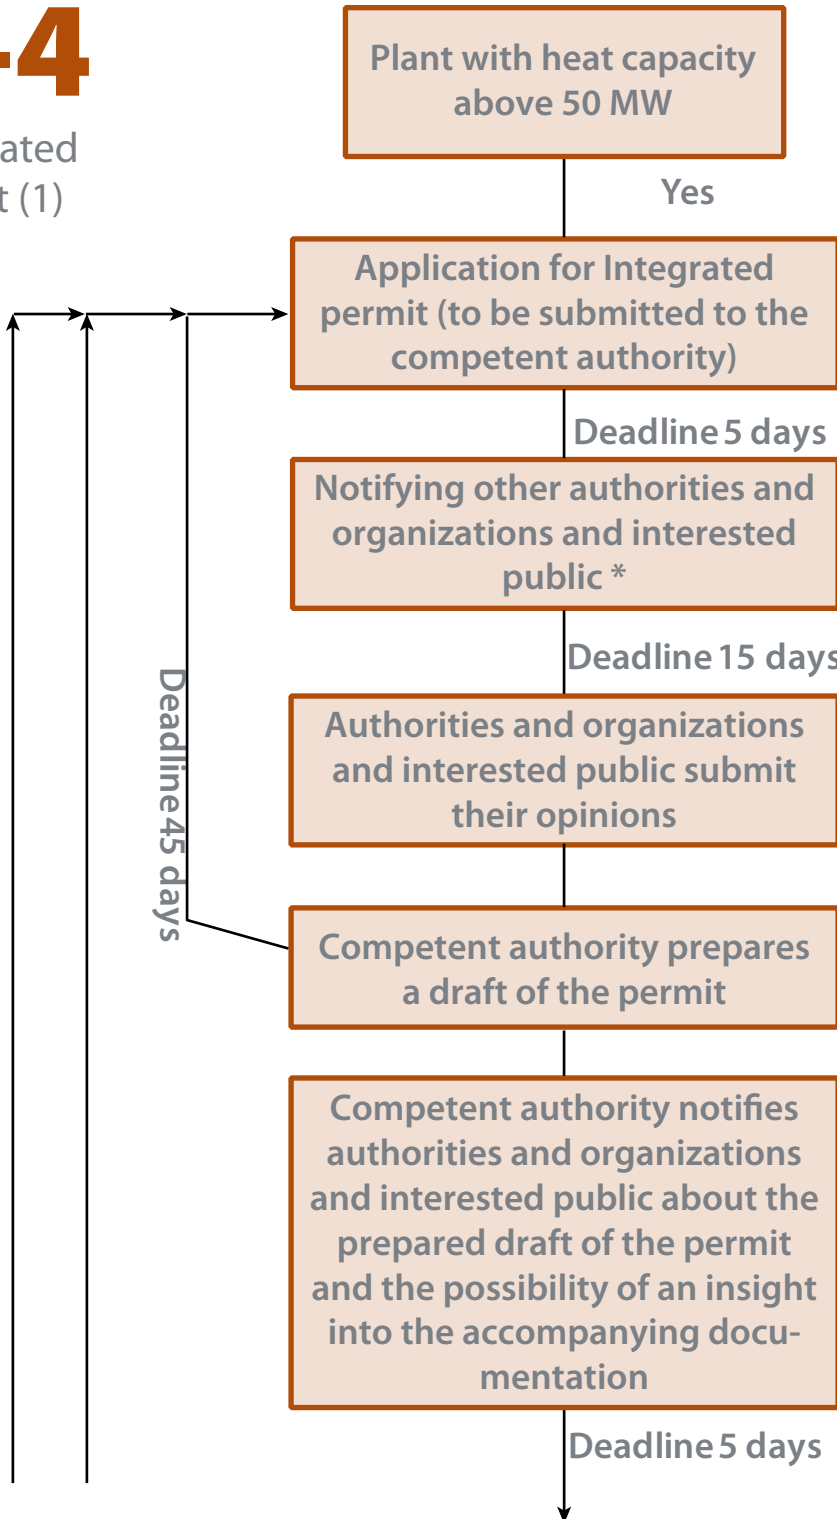 -4
ated
t (1)
Plant with heat capacity
above 50 MW
Yes
Application for Integrated
permit (to be submitted to the
competent authority)
Deadline 5 days
Notifying other authorities and
organizations and interested
public *
Deadline 15 days
Authorities and organizations
and interested public submit
their opinions
Deadline 45 days
Competent authority prepares
a draft of the permit
Competent authority notifies
authorities and organizations
and interested public about the
prepared draft of the permit
and the possibility of an insight
into the accompanying docu-
mentation
Deadline 5 days